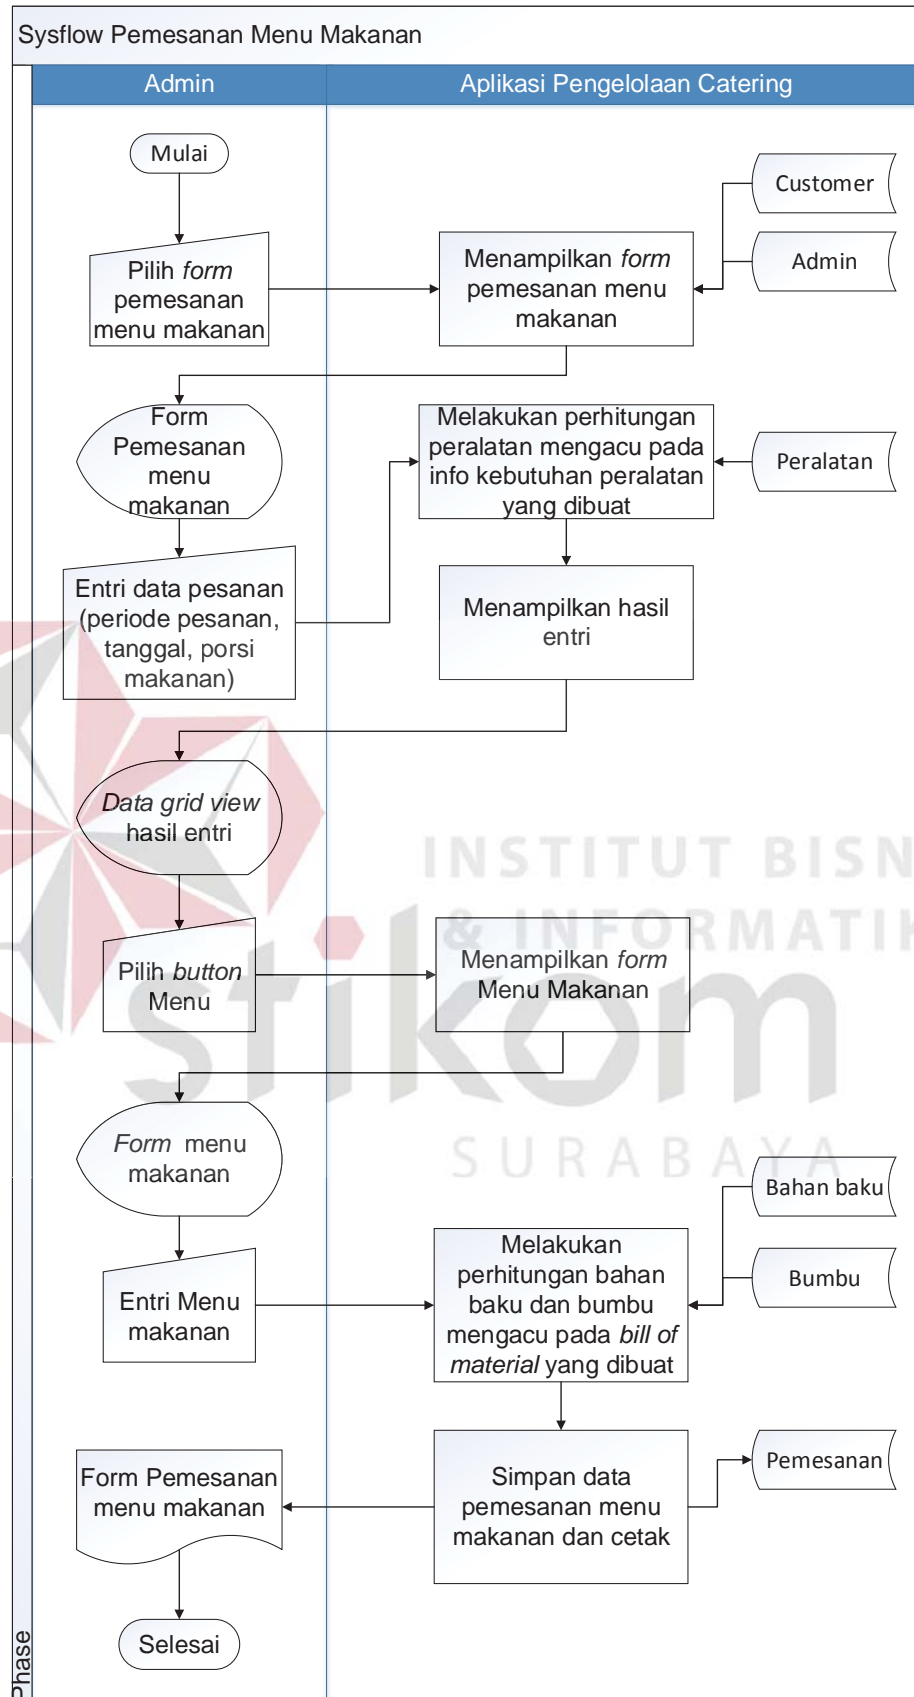 Sysflow Pemesanan Menu Makanan
Admin
Aplikasi Pengelolaan Catering
Mulai
Customer
Admin
Pilih form
pemesanan
menu makanan
Menampilkan form
pemesanan menu
makanan
Form
Pemesanan
menu
makanan
Melakukan perhitungan
peralatan mengacu pada
info kebutuhan peralatan
yang dibuat
Peralatan
Entri data pesanan
(periode pesanan,
tanggal, porsi
makanan)
Menampilkan hasil
entri
Data grid view
hasil entri
INSTITUT BISN
& INFORMATIK
stikom
SURABAYA
Pilih button
Menu
Menampilkan form
Menu Makanan
Form menu
makanan
Bahan baku
Bumbu
Entri Menu
makanan
Melakukan
perhitungan bahan
baku dan bumbu
mengacu pada bill of
material yang dibuat
Form Pemesanan
menu makanan
Simpan data
pemesanan menu
makanan dan cetak
Pemesanan
Selesai
Phase